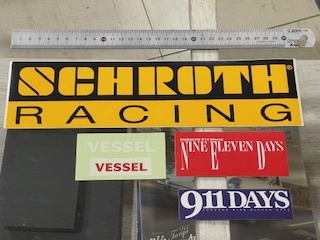 SCHROTH®
RACING
VESSEL
VESSEL
NINE ELEVEN DAYS
911DAYS